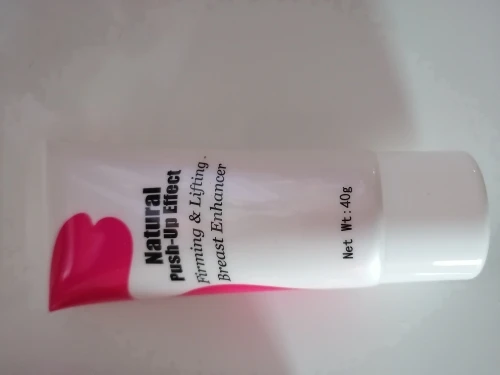 Natural
Push-Up Effect
Firming & Lifting.
Breast Enhancer
Net Wt:40g